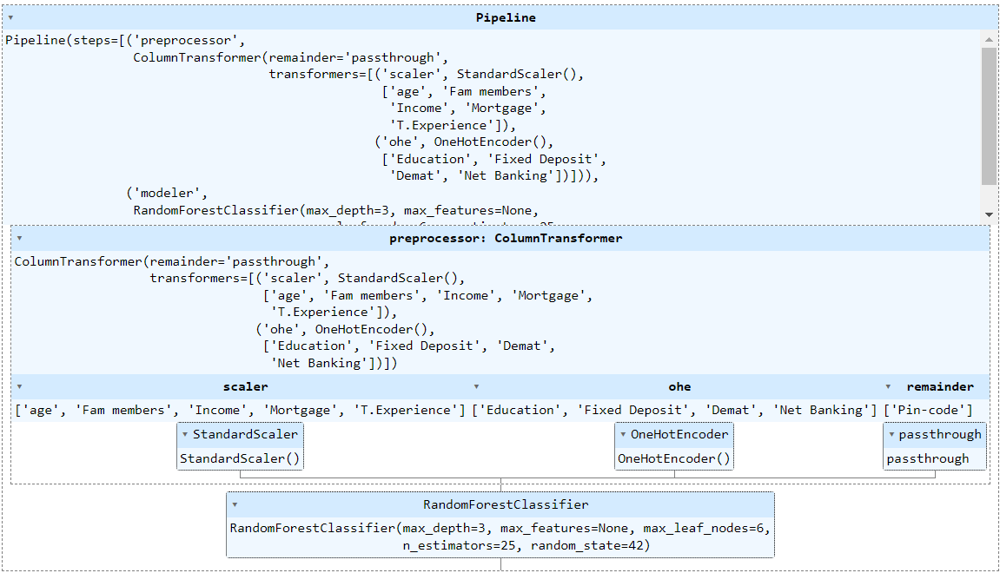 Pipeline
Pipeline(steps=[('preprocessor',
ColumnTransformer(remainder='passthrough',
transformers=[('scaler', StandardScaler(),
['age', 'Fam members',
'Income', 'Mortgage',
'T.Experience']),
('ohe', OneHotEncoder(),
['Education', 'Fixed Deposit',
'Demat', 'Net Banking'])])),
('modeler',
RandomForestClassifier(max_depth=3, max_features=None,
preprocessor: ColumnTransformer
ColumnTransformer(remainder='passthrough',
transformers=[('scaler', StandardScaler(),
['age', 'Fam members', 'Income', 'Mortgage',
'T.Experience']),
('ohe', OneHotEncoder(),
['Education', 'Fixed Deposit', 'Demat',
'Net Banking'])])
scaler ohe remainder
['age', 'Fam members', 'Income', 'Mortgage', 'T.Experience'] ['Education', 'Fixed Deposit', 'Demat', 'Net Banking'] ['Pin-code']
StandardScaler OneHotEncoder passthrough
StandardScaler() OneHotEncoder() passthrough
RandomForestClassifier
RandomForestClassifier(max_depth=3, max_features=None, max_leaf_nodes=6,
n_estimators=25, random_state=42)